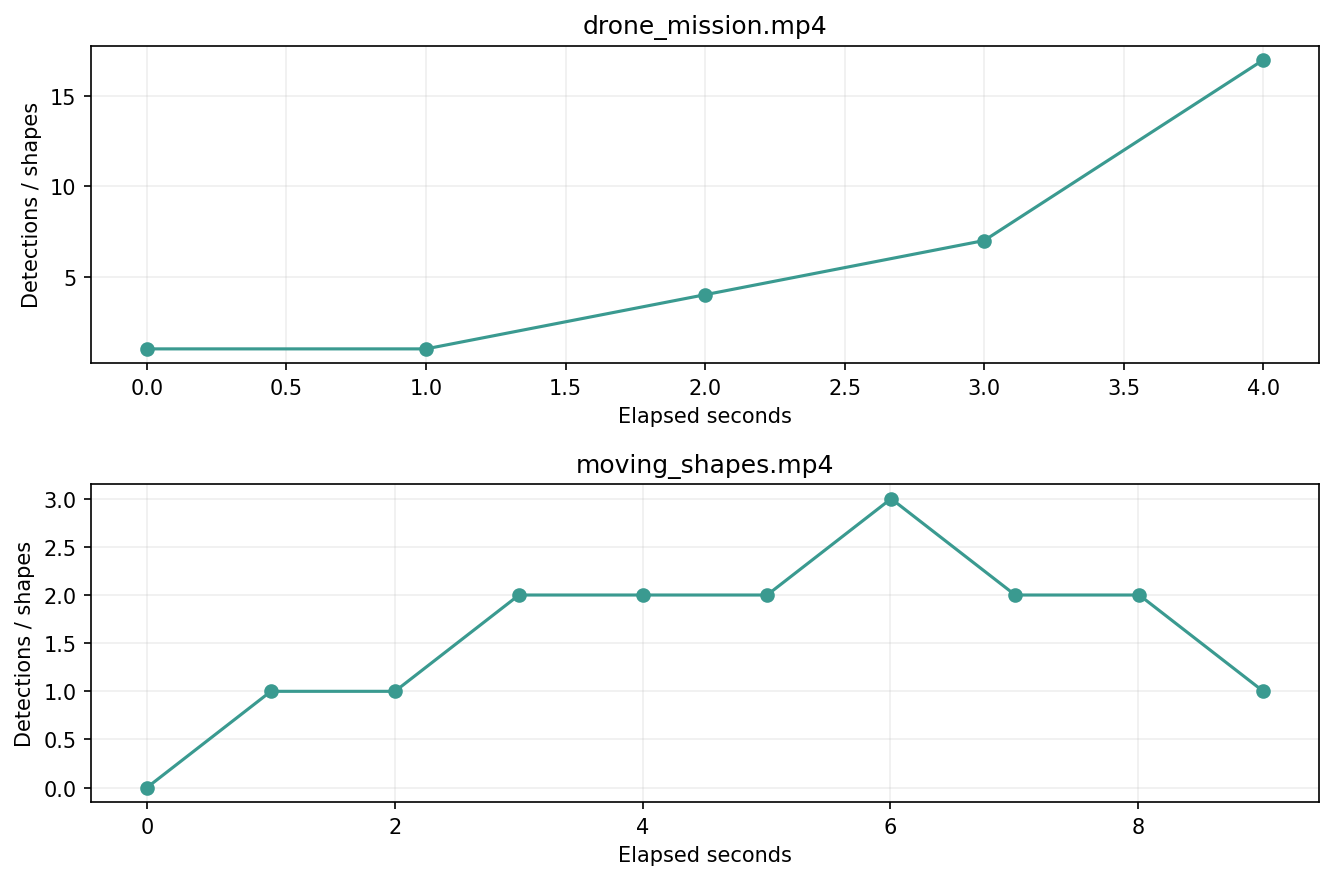 drone_mission.mp4
Detections / shapes
15
10
5
0.0 0.5 1.0 1.5 2.0 2.5 3.0 3.5 4.0
Elapsed seconds
moving_shapes.mp4
Detections / shapes
3.0
2.5
2.0
1.5
1.0
0.5
0.0
0 2 4 6 8
Elapsed seconds